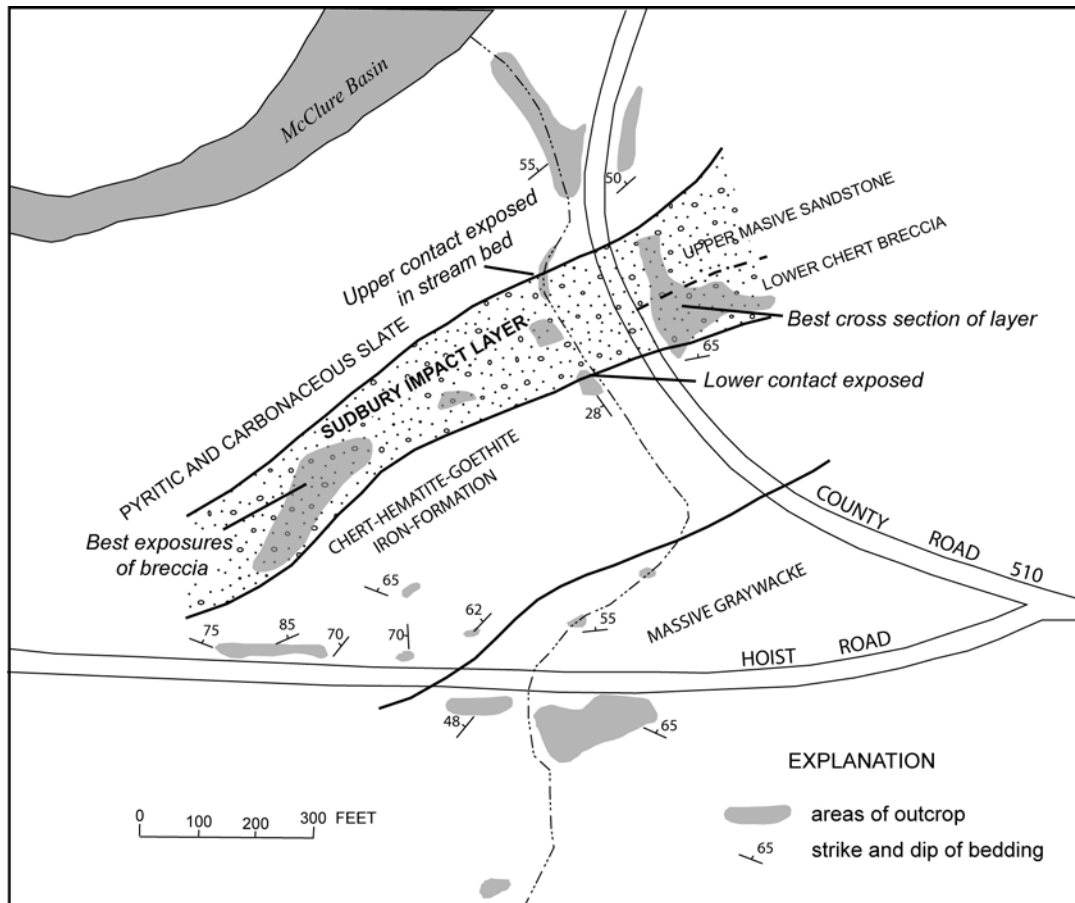 McClure Basin
55
50
Upper contact exposed
in stream bed
UPPER MASIVE SANDSTONE
LOWER CHERT BRECCIA
Best cross section of layer
65
Lower contact exposed
28
PYRITIC AND CARBONACEOUS SLATE
SUDBURY IMPACT LAYER
Best exposures
of breccia
CHERT-HEMATITE-GOETHITE
IRON-FORMATION
COUNTY ROAD 510
65
62
55
MASSIVE GRAYWACKE
75
85
70
70
HOIST ROAD
48
65
EXPLANATION
areas of outcrop
65 strike and dip of bedding
0 100 200 300 FEET